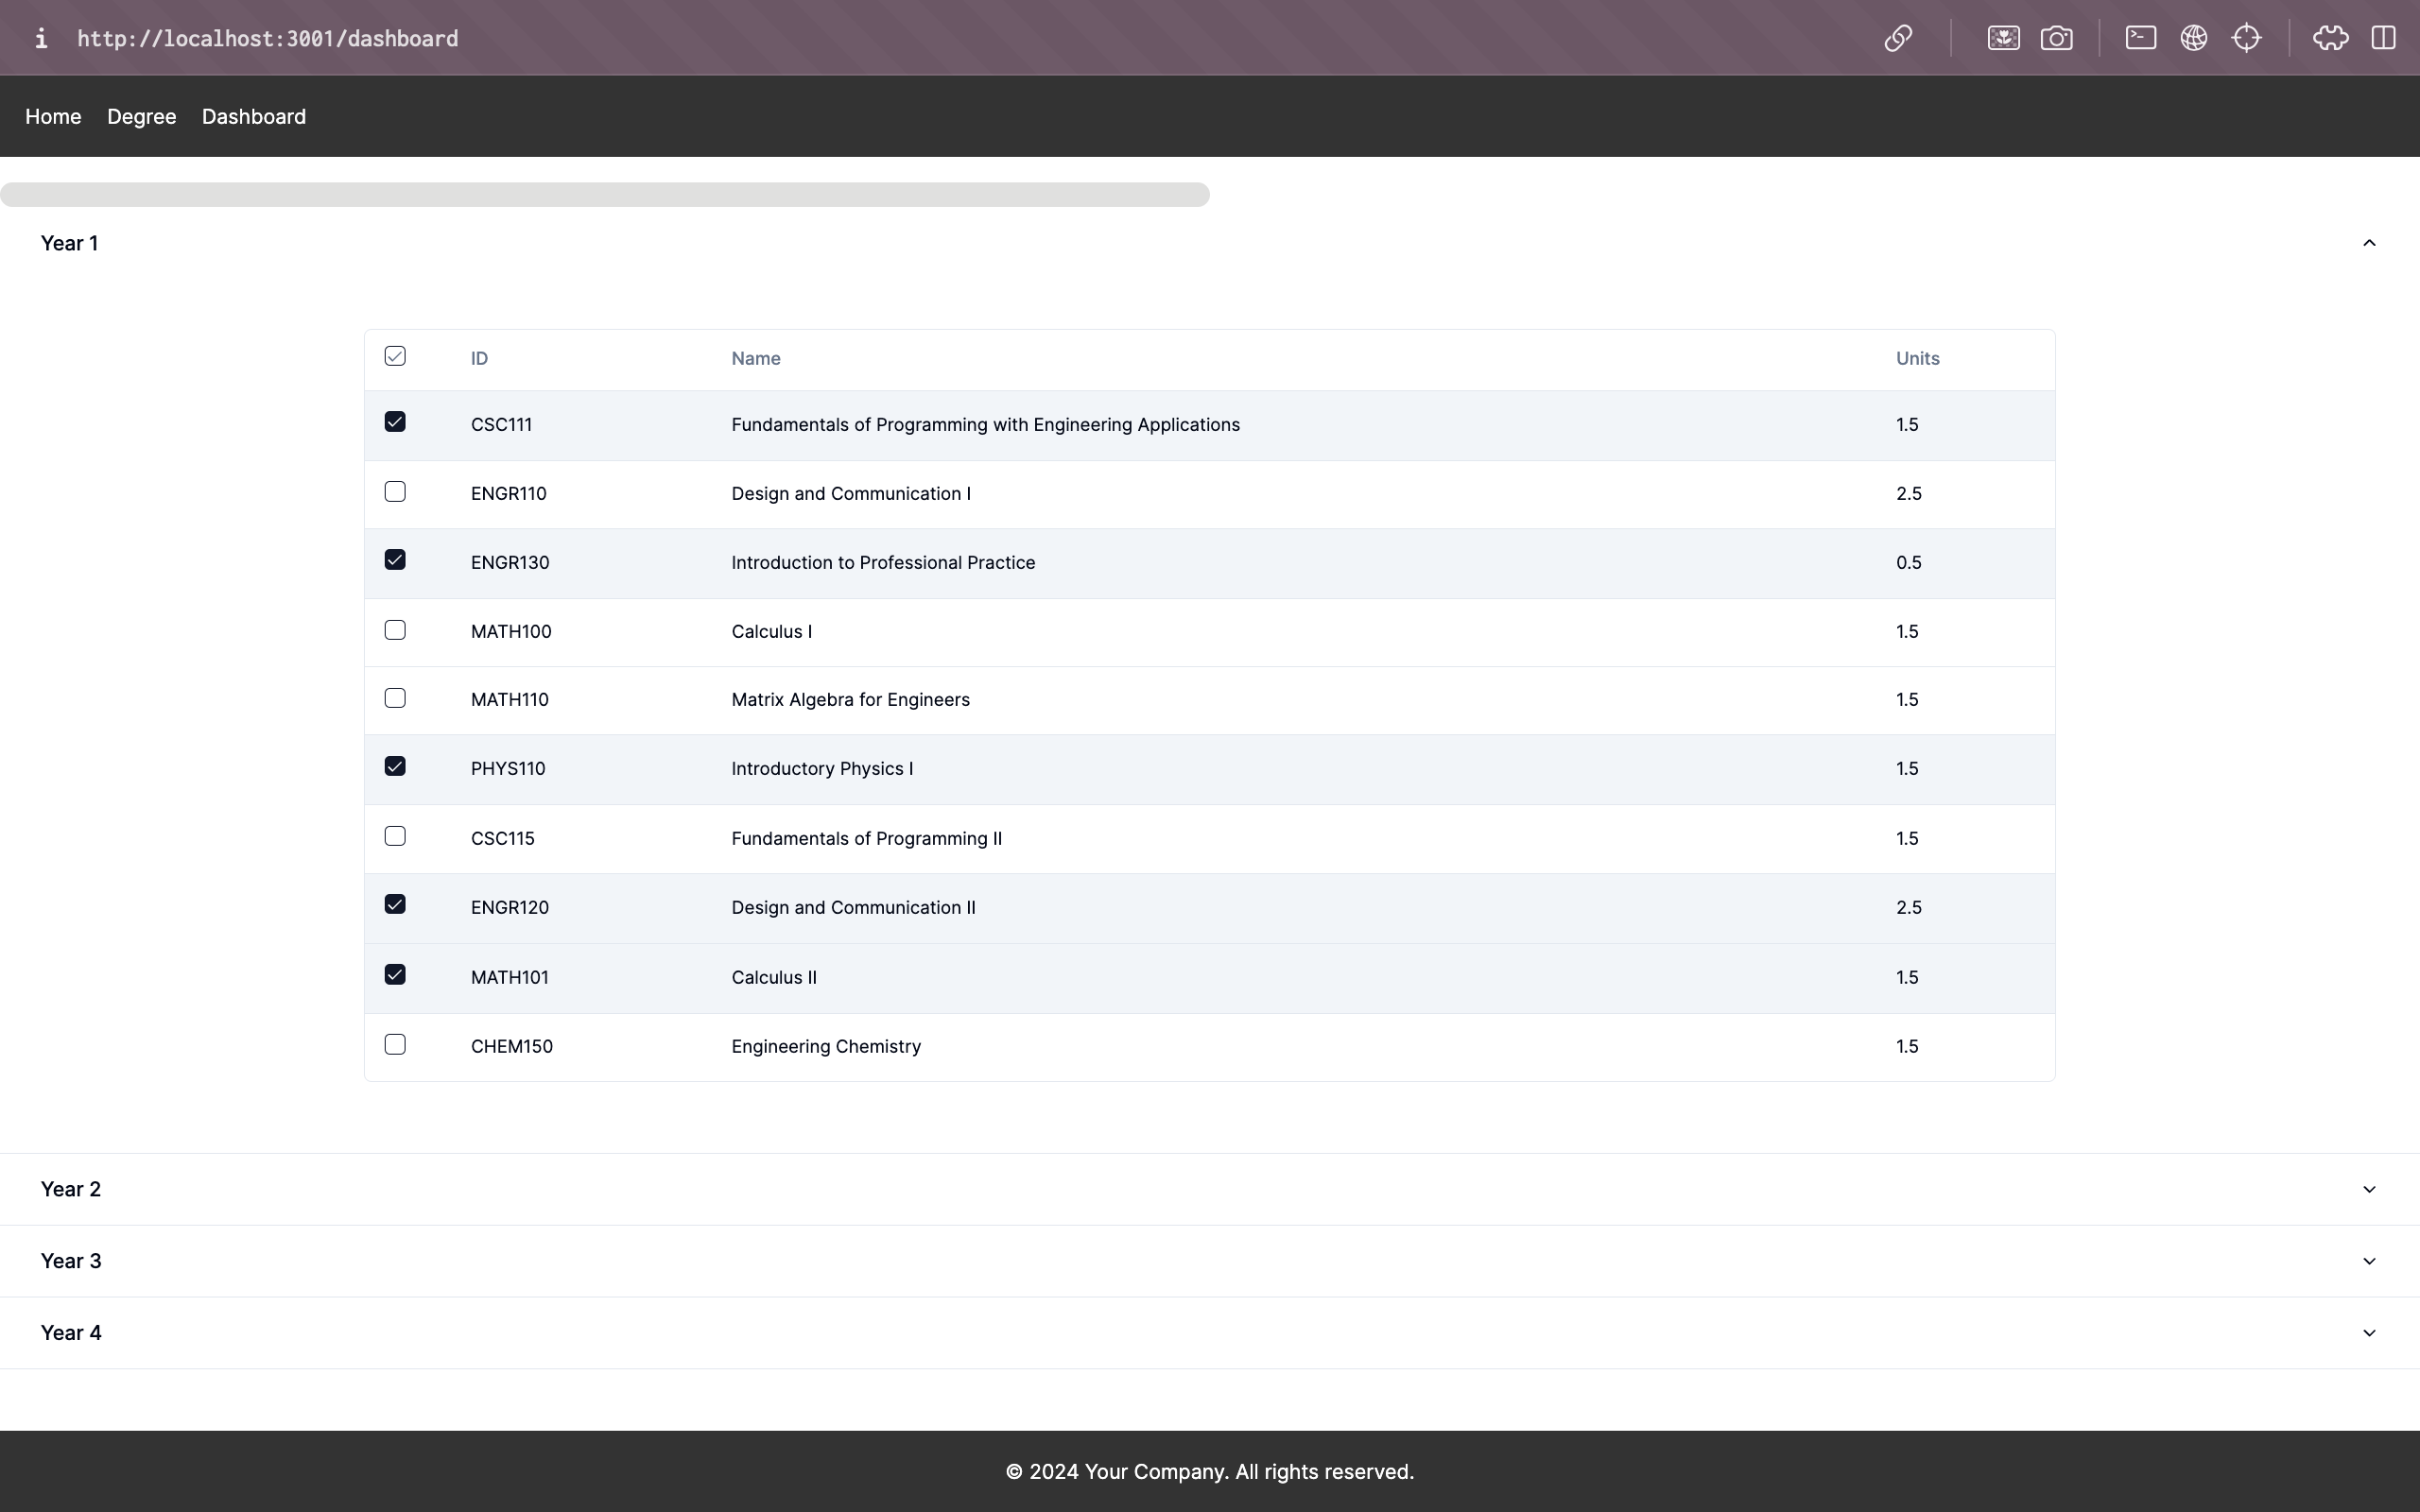 http://localhost:3001/dashboard
Home Degree Dashboard
Year 1
ID Name Units
CSC111 Fundamentals of Programming with Engineering Applications 1.5
ENGR110 Design and Communication I 2.5
ENGR130 Introduction to Professional Practice 0.5
MATH100 Calculus I 1.5
MATH110 Matrix Algebra for Engineers 1.5
PHYS110 Introductory Physics I 1.5
CSC115 Fundamentals of Programming II 1.5
ENGR120 Design and Communication II 2.5
MATH101 Calculus II 1.5
CHEM150 Engineering Chemistry 1.5
Year 2
Year 3
Year 4
© 2024 Your Company. All rights reserved.